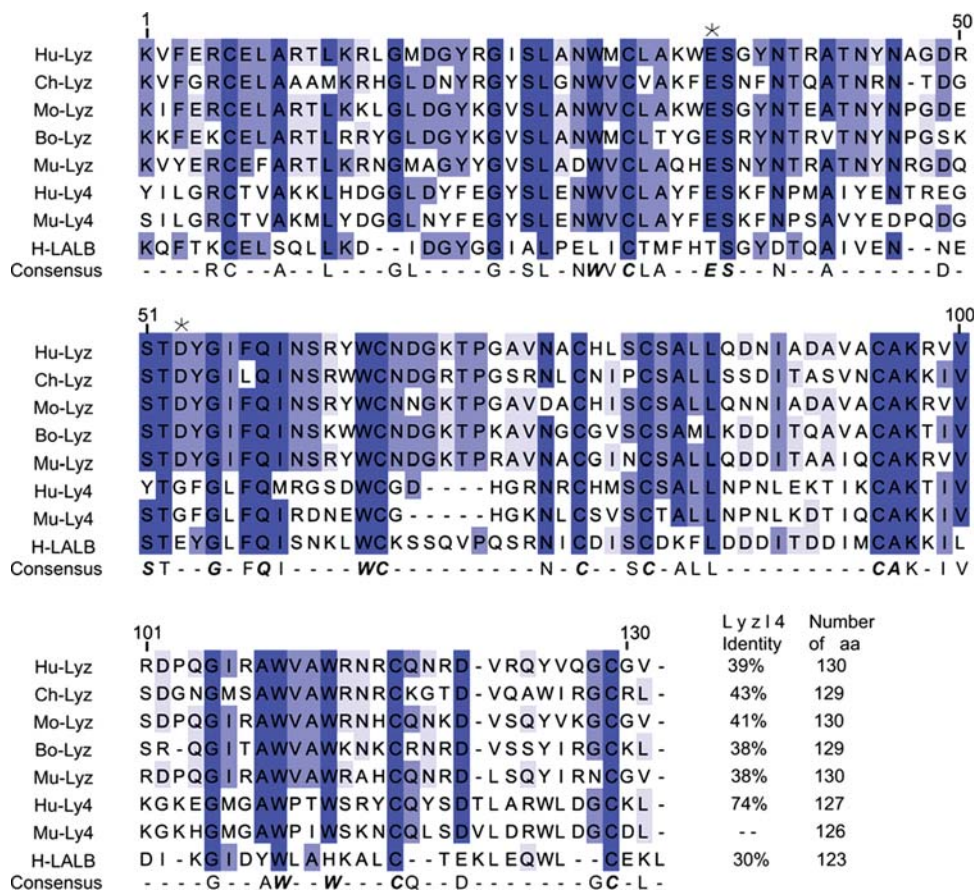 1 50
*
Hu-Lyz KVFERCELARTLKRLGMDGYRGISLANWMCLAKWESGYNTRATNYNAGDR
Ch-Lyz KVFGRCELAAAMKRHGLDNYRGYSLGNWVCVAKFESNFNTQATNRN-TDG
Mo-Lyz KIFERCELARTLKKLGLDGYKGVSLANWMCLAKWESGYNTEATNYNPGDE
Bo-Lyz KKFEKCELARTLRRYGLDGYKGVSLANWMCLTYGESRYNTRVTNYNPGSK
Mu-Lyz KVYERCEFARTLKRNGMAGYYGVSLADWVCLAQHESNYNTRATNYNRGDQ
Hu-Ly4 YILGRCTVAKKLHDGGLDYFEGYSLENWVCLAYFESKFNPMAIYENTREG
Mu-Ly4 SILGRCTVAKMLYDGGLNYFEGYSLENWVCLAYFESKFNPSAVYEDPQDG
H-LALB KQFTKCELSQLLKD--IDGYGGIALPELICTMFHTSGYDTQAIVEN--NE
Consensus ----RC--A--L---GL----G-SL-NWVCLA--ES--N--A-----D-
51 100
*
Hu-Lyz STDYGIFQINSRYWCNDGKTPGAVNACHLSCSALLQDNIADAVACAKRVV
Ch-Lyz STDYGILQINSRWWCNDGRTPGSRNLCNIPCSALLSSDITASVNCAKKIV
Mo-Lyz STDYGIFQINSRYWCNNGKTPGAVDACHISCSALLQNNIADAVACAKRVV
Bo-Lyz STDYGIFQINSKWWCNDGKTPKAVNGCGVSCSAMLKDDITQAVACAKTIV
Mu-Lyz STDYGIFQINSRYWCNDGKTPRAVNACGINCSALLQDDITAAIQCAKRVV
Hu-Ly4 YTGFGLFQMRGSDWCGD----HGRNRCHMSCSALLNPNLEKTIKCAKTIV
Mu-Ly4 STGFGLFQIRDNEWCG-----HGKNLCSVSCTALLNPNLKDTIQCAKKIV
H-LALB STEYGLFQISNKLWCKSSQVPQSRNICDISCDKFLDDDITDDIMCAKKIL
Consensus ST--G-FQI----WC---------N-C--SC-ALL---------CAK-IV
101 130 Lyzl4 Identity Number of aa
Hu-Lyz RDPQGIRAWVAWRNRCQNRD-VRQYVQGCGV- 39% 130
Ch-Lyz SDGNGMSAWVAWRNRCKGTD-VQAWIRGCRL- 43% 129
Mo-Lyz SDPQGIRAWVAWRNHCQNKD-VSQYVKGCGV- 41% 130
Bo-Lyz SR-QGITAWVAWKNKCRNRD-VSSYIRGCKL- 38% 129
Mu-Lyz RDPQGIRAWVAWRAHCQNRD-LSQYIRNCGV- 38% 130
Hu-Ly4 KGKEGMGAWPTWSRYCQYSDTLARWLDGCKL- 74% 127
Mu-Ly4 KGKHGMGAWPIWSKNCQLSDVLDRWLDGCDL- -- 126
H-LALB DI-KGIDYWLAHKALC--TEKLEQWL--CEKL 30% 123
Consensus ----G--AW--W---CQ--D------GC-L-